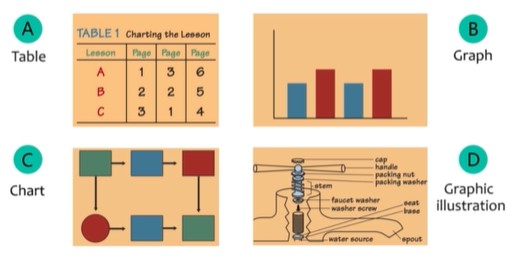 A
Table
TABLE 1 Charting the Lesson
Lesson Page Page Page
A 1 3 6
B 2 2 5
C 3 1 4
B
Graph
C
Chart
D
Graphic
illustration
cap
handle
packing nut
packing washer
stem
faucet washer
washer screw
seat
base
water source
spout